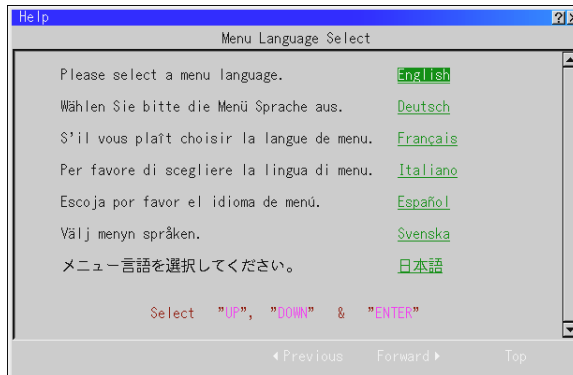 Help
Menu Language Select
Please select a menu language. English
Wählen Sie bitte die Menü Sprache aus. Deutsch
S'il vous plaît choisir la langue de menu. Français
Per favore di scegliere la lingua di menu. Italiano
Escoja por favor el idioma de menú. Español
Välj menyn språken. Svenska
メニュー言語を選択してください。 日本語
Select "UP", "DOWN" & "ENTER"
Previous Forward Top